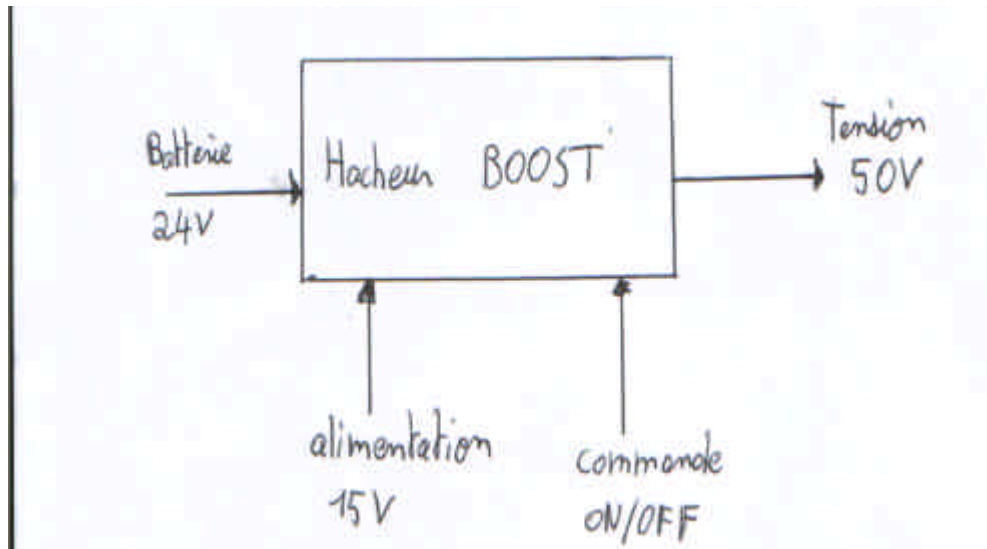 Batterie
24V
Hacheur BOOST
Tension
50V
alimentation
15V
commande
ON/OFF